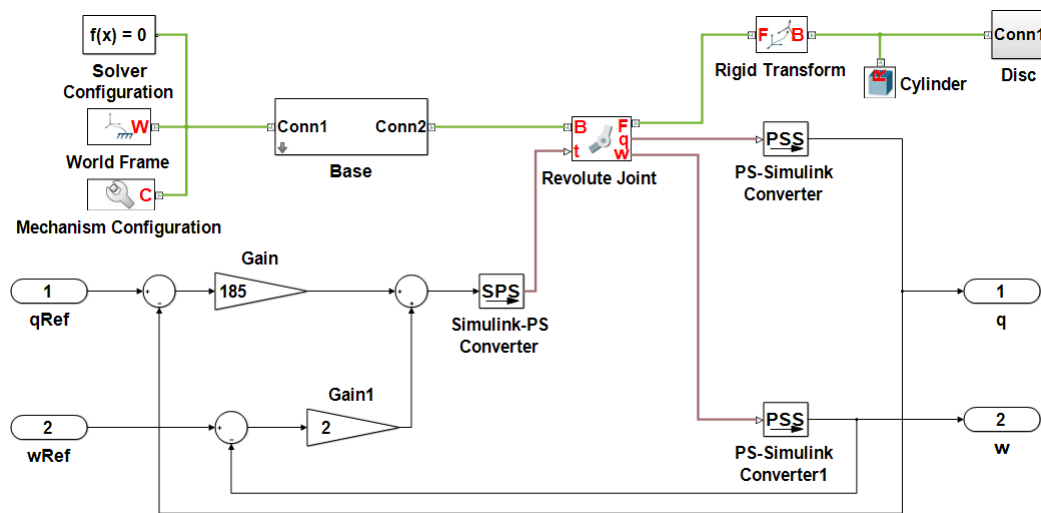 f(x) = 0
Solver
Configuration
W
World Frame
C
Mechanism Configuration
Conn1
Conn2
Base
B
t
F
q
w
Revolute Joint
F
B
Rigid Transform
R
Cylinder
Conn1
Disc
PSS
PS-Simulink
Converter
Gain
185
1
qRef
SPS
Simulink-PS
Converter
1
q
Gain1
2
2
wRef
PSS
PS-Simulink
Converter1
2
w